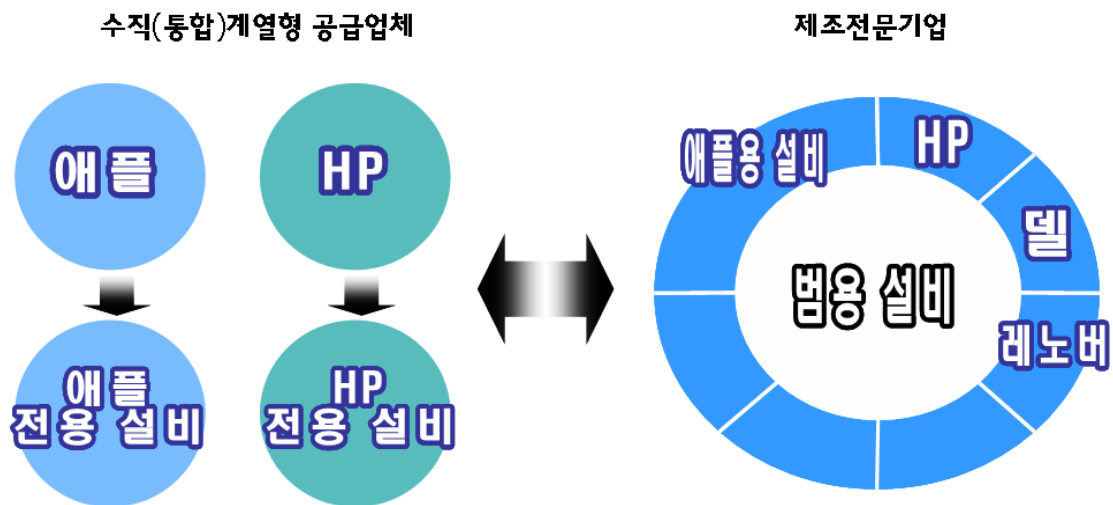 수직(통합)계열형 공급업체
제조전문기업
애플
HP
애플
전용 설비
HP
전용 설비
애플용 설비
HP
델
레노버
범용 설비